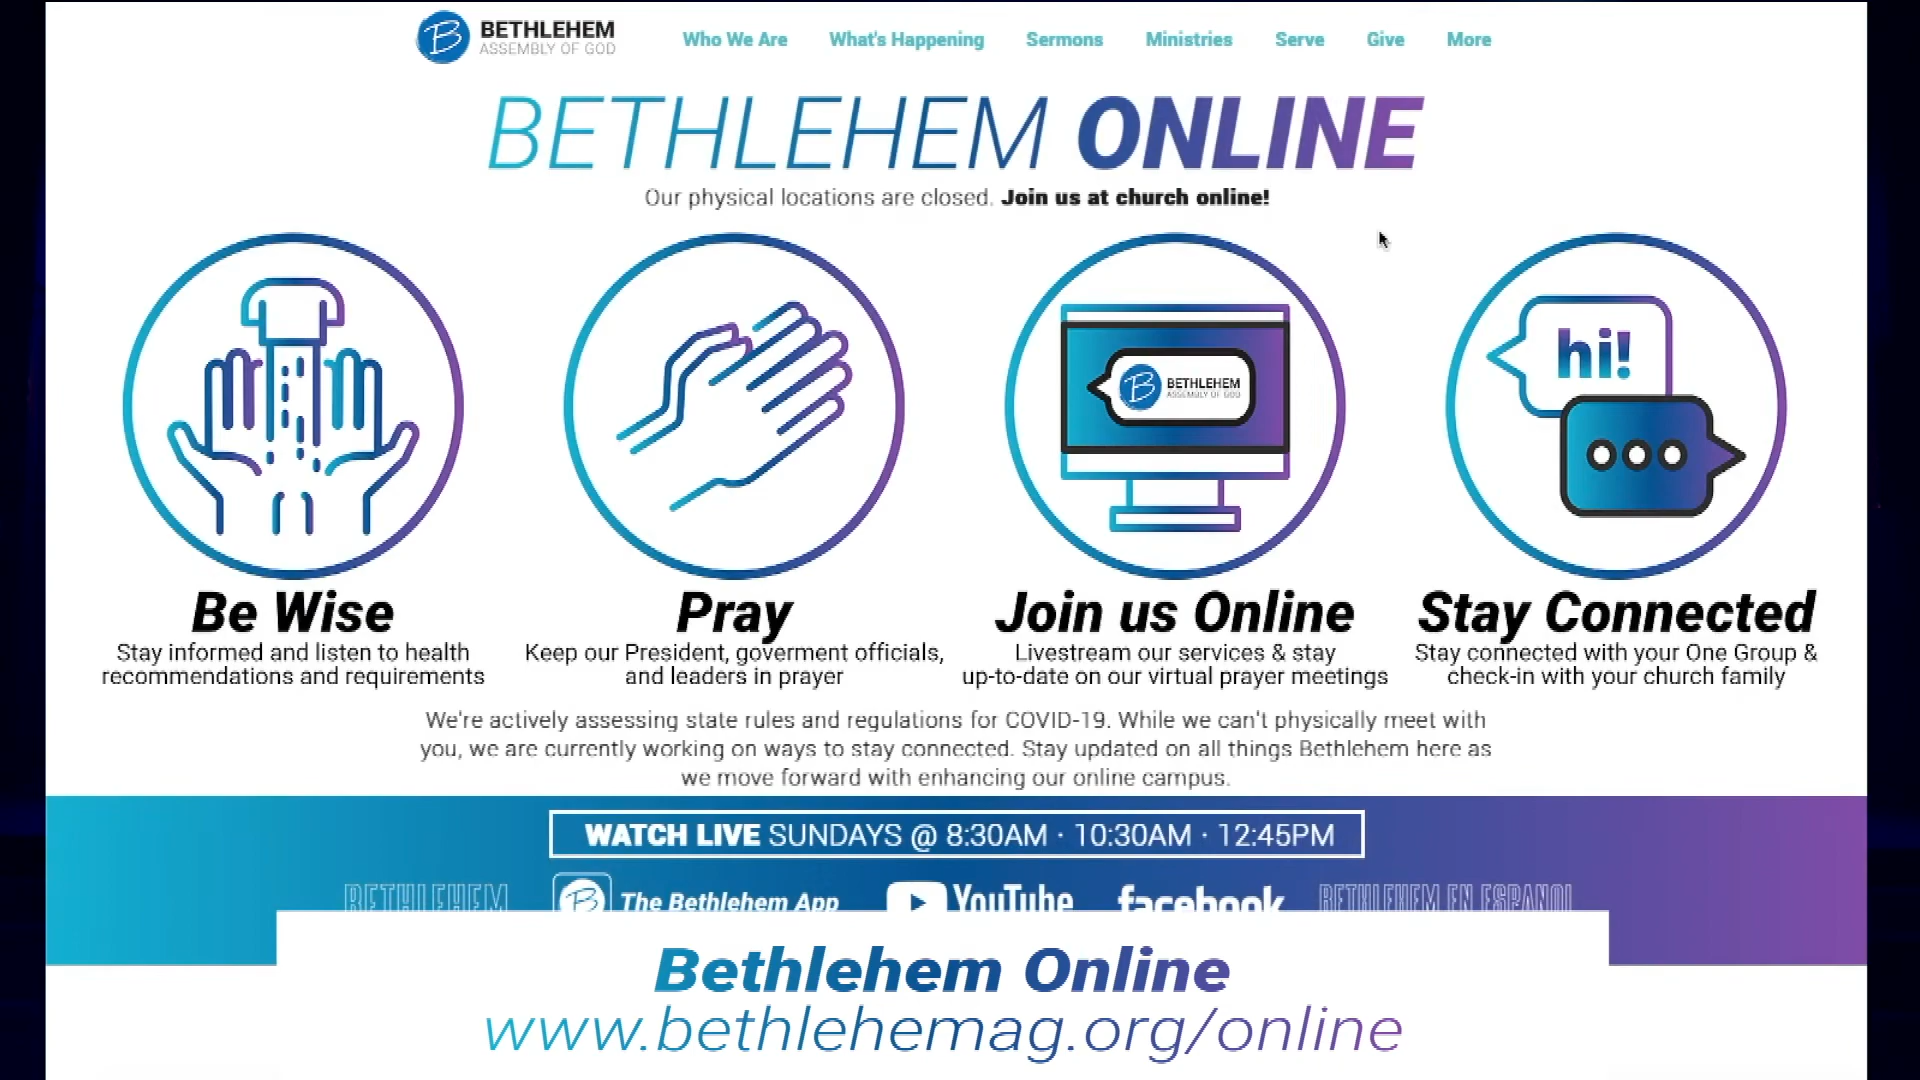 BETHLEHEM
ASSEMBLY OF GOD
Who We Are What's Happening Sermons Ministries Serve Give More
BETHLEHEM ONLINE
Our physical locations are closed. Join us at church online!
BETHLEHEM
ASSEMBLY OF GOD
hi!
Be Wise
Stay informed and listen to health
recommendations and requirements
Pray
Keep our President, goverment officials,
and leaders in prayer
Join us Online
Livestream our services & stay
up-to-date on our virtual prayer meetings
Stay Connected
Stay connected with your One Group &
check-in with your church family
We're actively assessing state rules and regulations for COVID-19. While we can't physically meet with
you, we are currently working on ways to stay connected. Stay updated on all things Bethlehem here as
we move forward with enhancing our online campus.
WATCH LIVE SUNDAYS @ 8:30AM · 10:30AM · 12:45PM
BETHLEHEM The Bethlehem App YouTube facebook BETHLEHEM EN ESPANOL
Bethlehem Online
www.bethlehemag.org/online